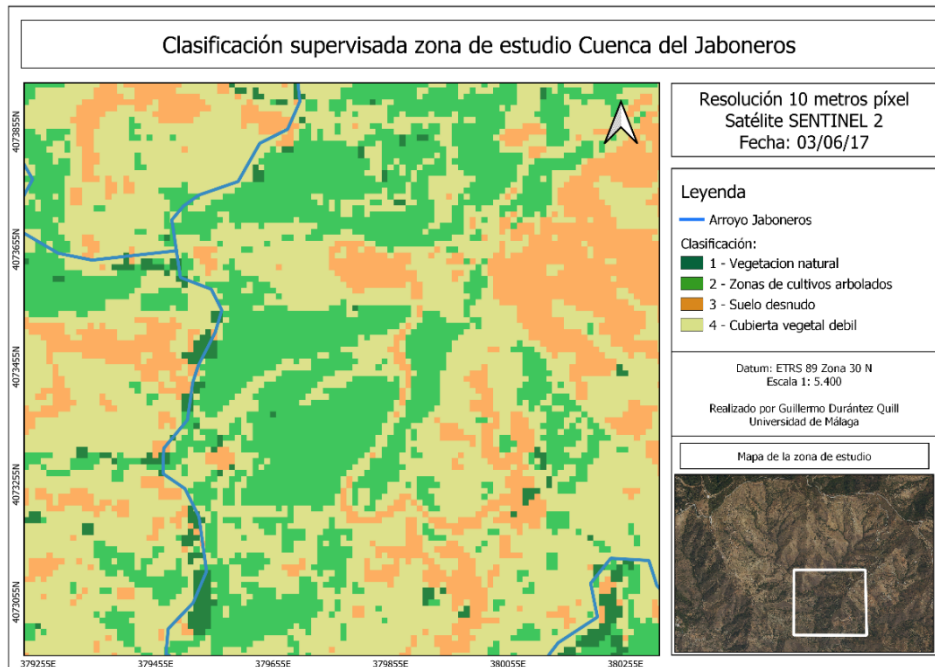 Clasificación supervisada zona de estudio Cuenca del Jaboneros
4073855N
4073655N
4073455N
4073255N
4073055N
379255E
379455E
379655E
379855E
380055E
380255E
Resolución 10 metros píxel
Satélite SENTINEL 2
Fecha: 03/06/17
Leyenda
Arroyo Jaboneros
Clasificación:
1 - Vegetacion natural
2 - Zonas de cultivos arbolados
3 - Suelo desnudo
4 - Cubierta vegetal debil
Datum: ETRS 89 Zona 30 N
Escala 1: 5.400
Realizado por Guillermo Durántez Quill
Universidad de Málaga
Mapa de la zona de estudio